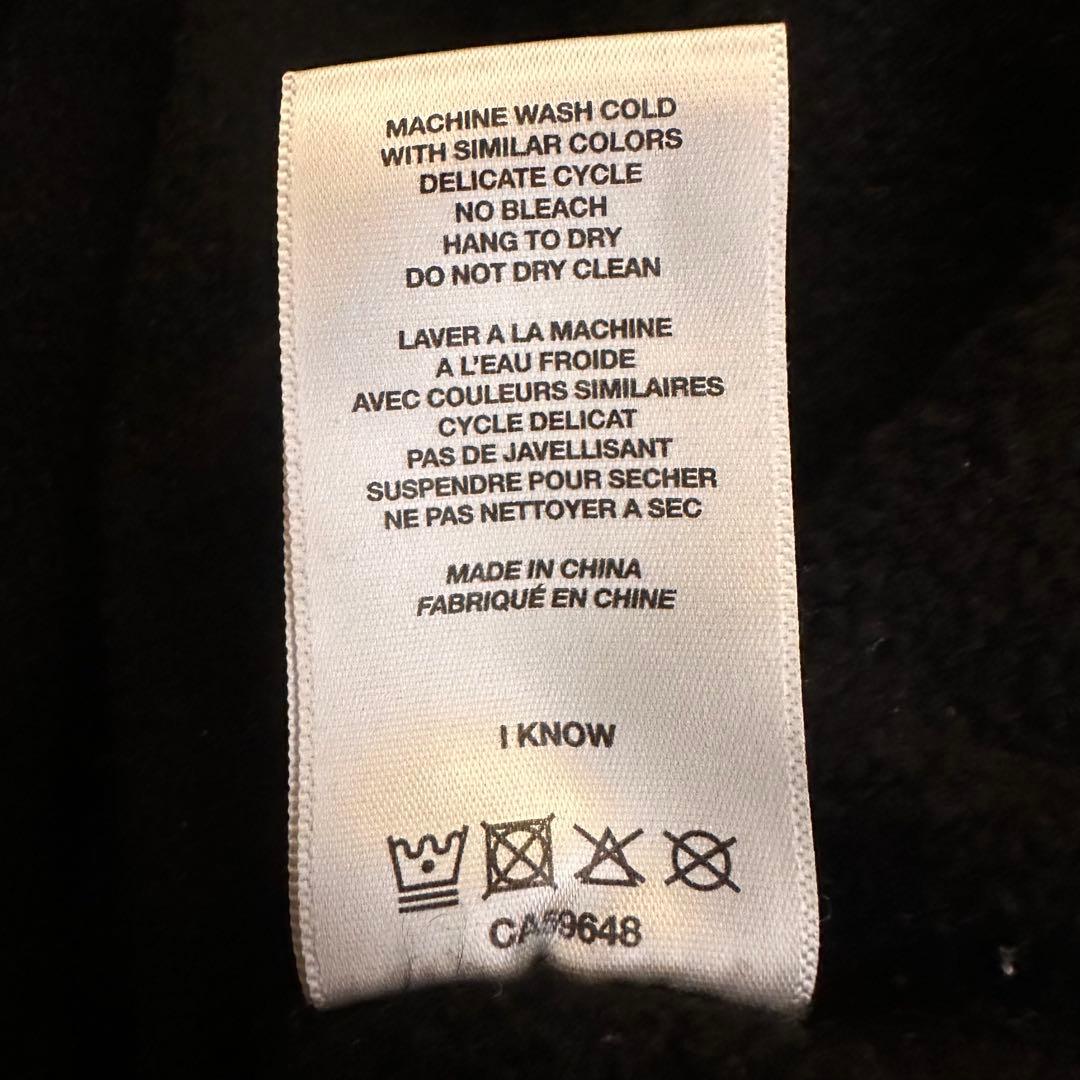 MACHINE WASH COLD
WITH SIMILAR COLORS
DELICATE CYCLE
NO BLEACH
HANG TO DRY
DO NOT DRY CLEAN
LAVER A LA MACHINE
A L'EAU FROIDE
AVEC COULEURS SIMILAIRES
CYCLE DELICAT
PAS DE JAVELLISANT
SUSPENDRE POUR SECHER
NE PAS NETTOYER A SEC
MADE IN CHINA
FABRIQUÉ EN CHINE
I KNOW
CA59648